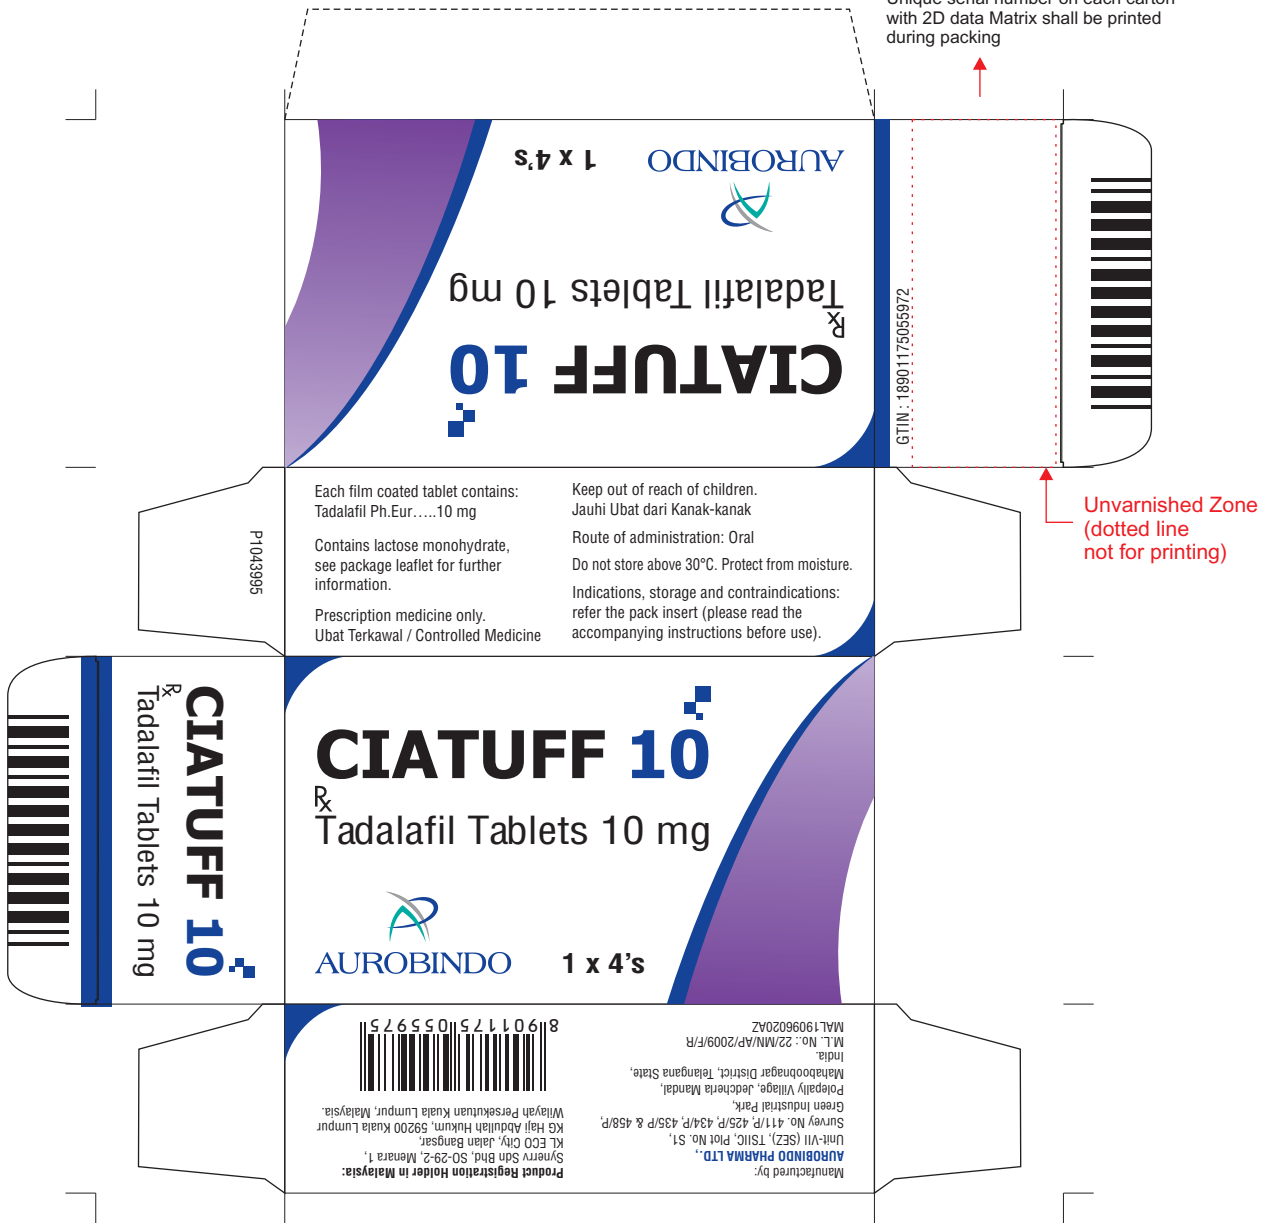 Unique serial number on each carton
with 2D data Matrix shall be printed
during packing
CIATUFF 10
Rx
Tadalafil Tablets 10 mg
AUROBINDO
1 x 4's
GTIN : 18901175055972
Unvarnished Zone
(dotted line
not for printing)
P1043995
Each film coated tablet contains:
Tadalafil Ph.Eur.....10 mg
Contains lactose monohydrate,
see package leaflet for further
information.
Prescription medicine only.
Ubat Terkawal / Controlled Medicine
Keep out of reach of children.
Jauhi Ubat dari Kanak-kanak
Route of administration: Oral
Do not store above 30°C. Protect from moisture.
Indications, storage and contraindications:
refer the pack insert (please read the
accompanying instructions before use).
CIATUFF 10
Rx
Tadalafil Tablets 10 mg
CIATUFF 10
Rx
Tadalafil Tablets 10 mg
AUROBINDO
1 x 4's
Manufactured by:
AUROBINDO PHARMA LTD.,
Unit-VII (SEZ), TSIIC, Plot No. S1,
Survey No. 411/P, 425/P, 434/P, 435/P & 458/P,
Green Industrial Park,
Polepally Village, Jedcherla Mandal,
Mahaboobnagar District, Telangana State,
India.
M.L. No.: 22/MN/AP/2009/F/R
MAL19096020AZ
Product Registration Holder in Malaysia:
Synerrv Sdn Bhd, SO-29-2, Menara 1,
KL ECO City, Jalan Bangsar,
KG Haji Abdullah Hukum, 59200 Kuala Lumpur
Wilayah Persekutuan Kuala Lumpur, Malaysia.
8 901175 055975